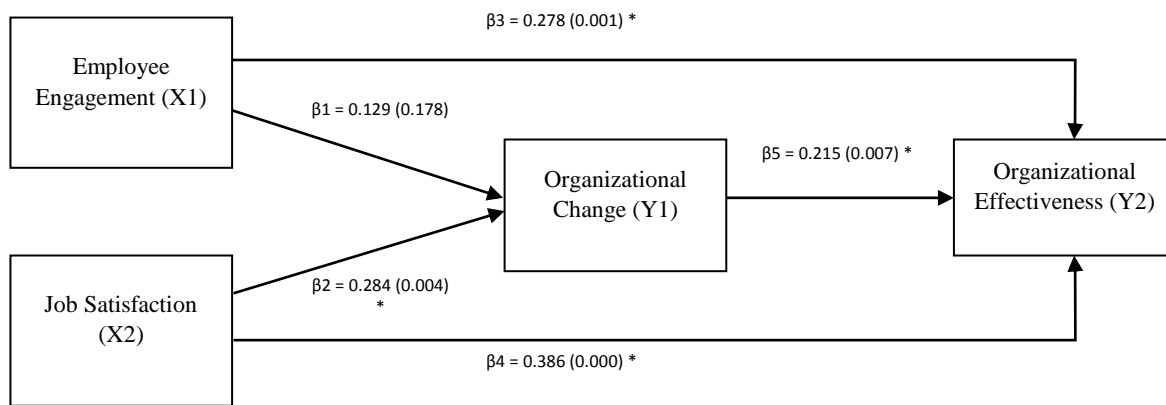 β3 = 0.278 (0.001) *
Employee
Engagement (X1)
β1 = 0.129 (0.178)
Organizational
Change (Y1)
β5 = 0.215 (0.007) *
Organizational
Effectiveness (Y2)
Job Satisfaction
(X2)
β2 = 0.284 (0.004)
*
β4 = 0.386 (0.000) *